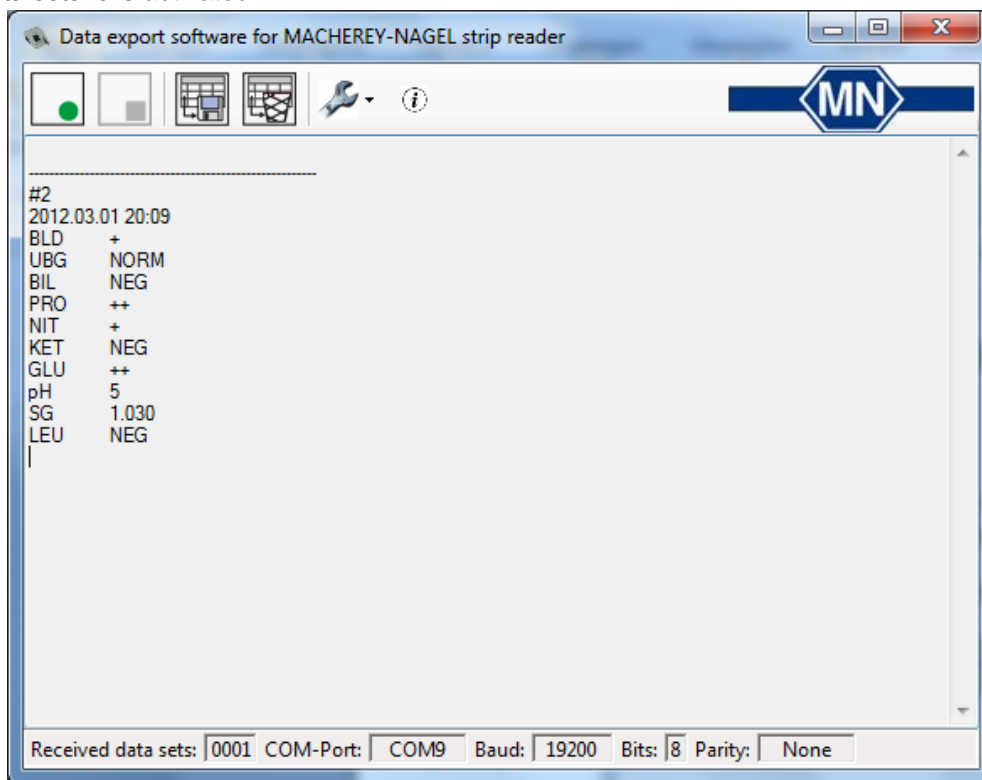 Data export software for MACHEREY-NAGEL strip reader
MN
#2
2012.03.01 20:09
BLD +
UBG NORM
BIL NEG
PRO ++
NIT +
KET NEG
GLU ++
pH 5
SG 1.030
LEU NEG
Received data sets: 0001 COM-Port: COM9 Baud: 19200 Bits: 8 Parity: None